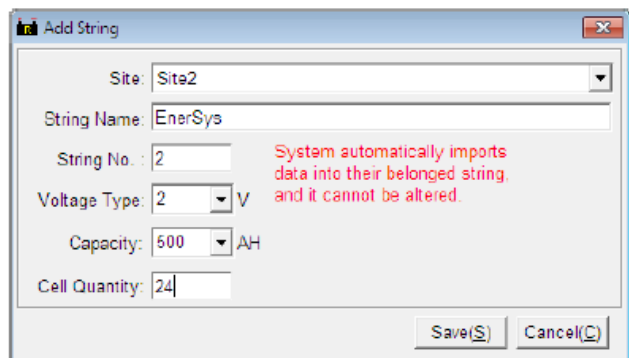 Add String
Site: Site2
String Name: EnerSys
String No. : 2
System automatically imports
data into their belonged string,
and it cannot be altered.
Voltage Type: 2 V
Capacity: 500 AH
Cell Quantity: 24
Save(S) Cancel(C)